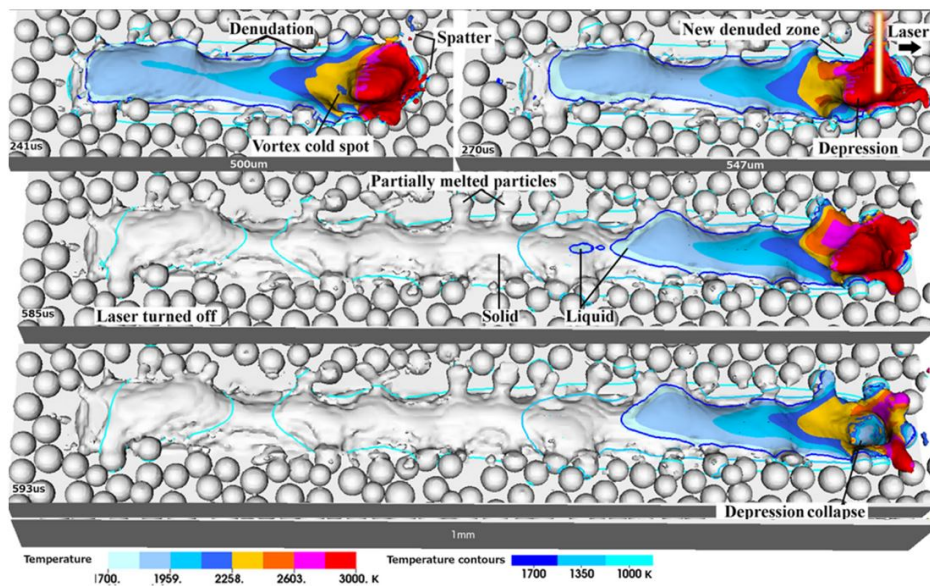 Denudation
Spatter
Vortex cold spot
241us
500um
New denuded zone
Laser
Depression
270us
547um
Partially melted particles
Laser turned off
Solid
Liquid
585us
593us
Depression collapse
1mm
Temperature
1700. 1959. 2258. 2603. 3000. K
Temperature contours
1700 1350 1000 K